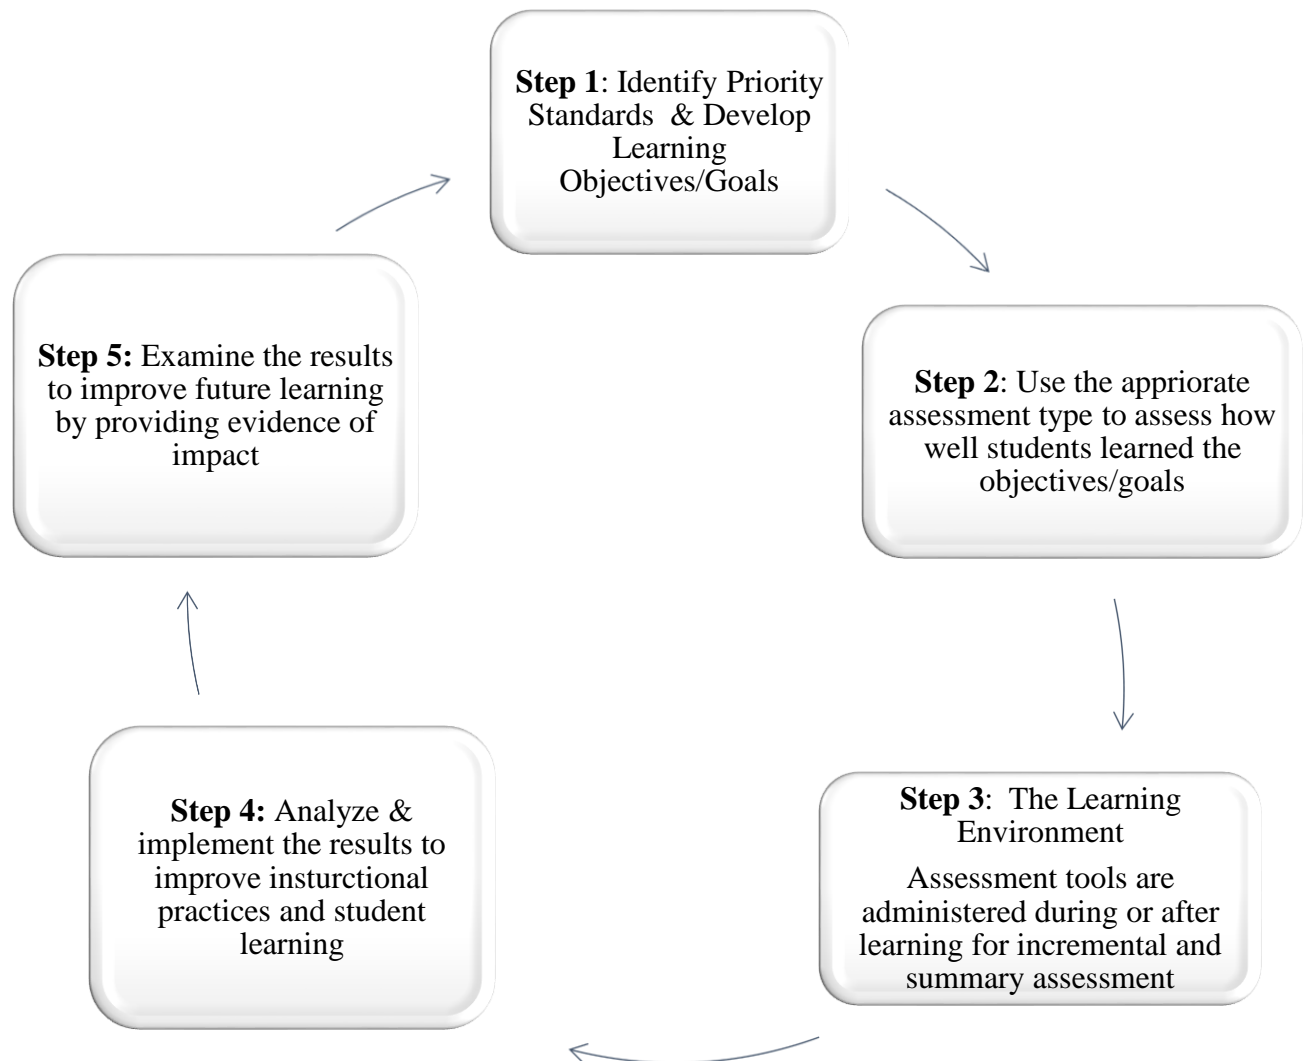 Step 1: Identify Priority
Standards & Develop
Learning
Objectives/Goals
Step 2: Use the appriorate
assessment type to assess how
well students learned the
objectives/goals
Step 3: The Learning
Environment
Assessment tools are
administered during or after
learning for incremental and
summary assessment
Step 4: Analyze &
implement the results to
improve insturctional
practices and student
learning
Step 5: Examine the results
to improve future learning
by providing evidence of
impact